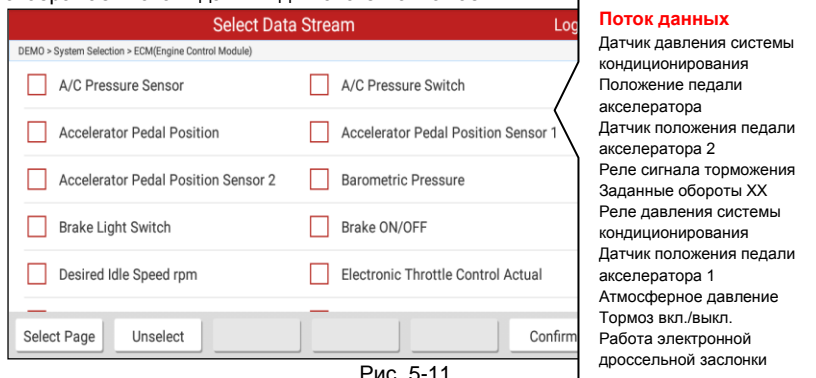 Select Data Stream Log
DEMO > System Selection > ECM(Engine Control Module)
A/C Pressure Sensor A/C Pressure Switch
Accelerator Pedal Position Accelerator Pedal Position Sensor 1
Accelerator Pedal Position Sensor 2 Barometric Pressure
Brake Light Switch Brake ON/OFF
Desired Idle Speed rpm Electronic Throttle Control Actual
Select Page Unselect Confirm
Рис. 5-11
Поток данных
Датчик давления системы
кондиционирования
Положение педали
акселератора
Датчик положения педали
акселератора 2
Реле сигнала торможения
Заданные обороты ХХ
Реле давления системы
кондиционирования
Датчик положения педали
акселератора 1
Атмосферное давление
Тормоз вкл./выкл.
Работа электронной
дроссельной заслонки